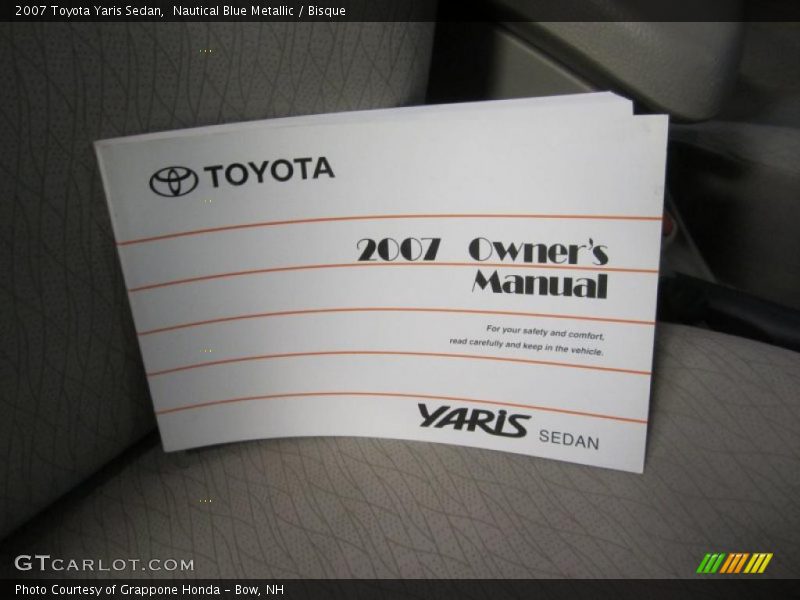 2007 Toyota Yaris Sedan,  Nautical Blue Metallic / Bisque
TOYOTA
2007 Owner's
Manual
For your safety and comfort,
read carefully and keep in the vehicle.
YARIS SEDAN
GTCARLOT.COM
Photo Courtesy of Grappone Honda - Bow, NH